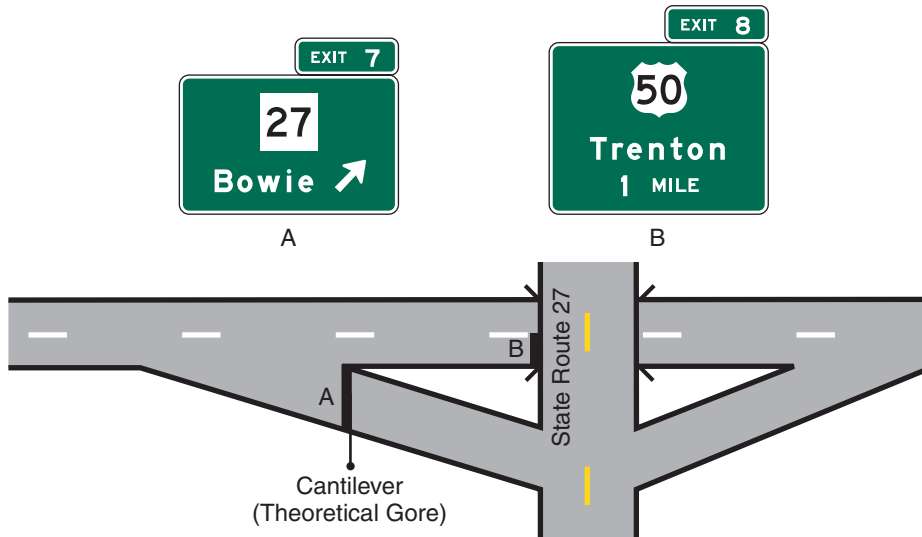 EXIT 7
27
Bowie
A
EXIT 8
50
Trenton
1 MILE
B
State Route 27
B
A
Cantilever
(Theoretical Gore)